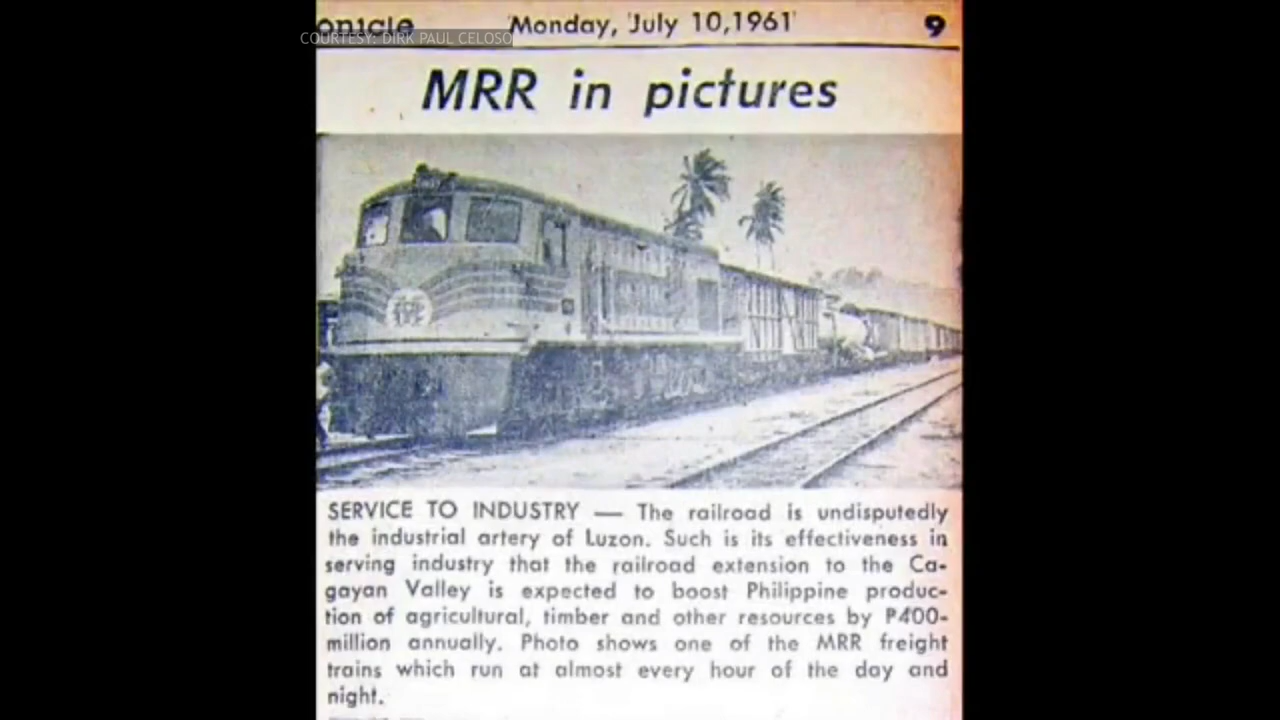 onicle
Monday, July 10,1961
9
COURTESY: DIRK PAUL CELOSO
MRR in pictures
SERVICE TO INDUSTRY — The railroad is undisputedly
the industrial artery of Luzon. Such is its effectiveness in
serving industry that the railroad extension to the Ca-
gayan Valley is expected to boost Philippine produc-
tion of agricultural, timber and other resources by ₱400-
million annually. Photo shows one of the MRR freight
trains which run at almost every hour of the day and
night.